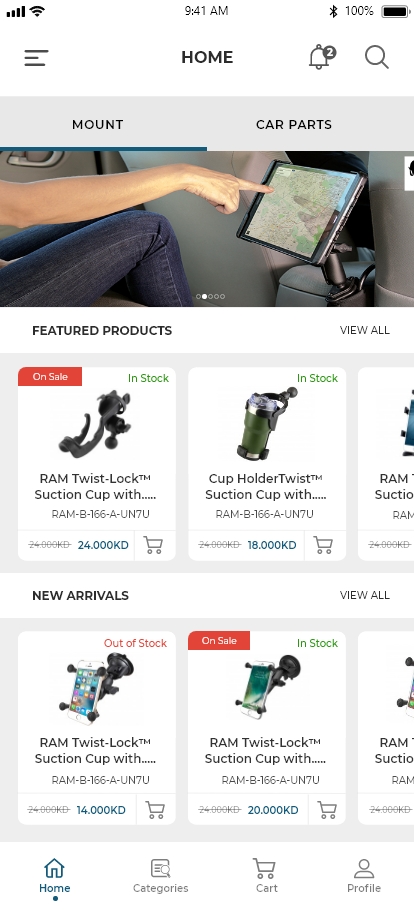 9:41 AM
100%
HOME
2
MOUNT
CAR PARTS
FEATURED PRODUCTS
VIEW ALL
On Sale
In Stock
RAM Twist-Lock™
Suction Cup with.....
RAM-B-166-A-UN7U
24.000KD
24.000KD
In Stock
Cup HolderTwist™
Suction Cup with.....
RAM-B-166-A-UN7U
24.000KD
18.000KD
RAM T
Suctio
RAM
24.000KD
NEW ARRIVALS
VIEW ALL
Out of Stock
RAM Twist-Lock™
Suction Cup with.....
RAM-B-166-A-UN7U
24.000KD
14.000KD
On Sale
In Stock
RAM Twist-Lock™
Suction Cup with.....
RAM-B-166-A-UN7U
24.000KD
20.000KD
RAM T
Suctio
RAM
24.000KD
Home
Categories
Cart
Profile